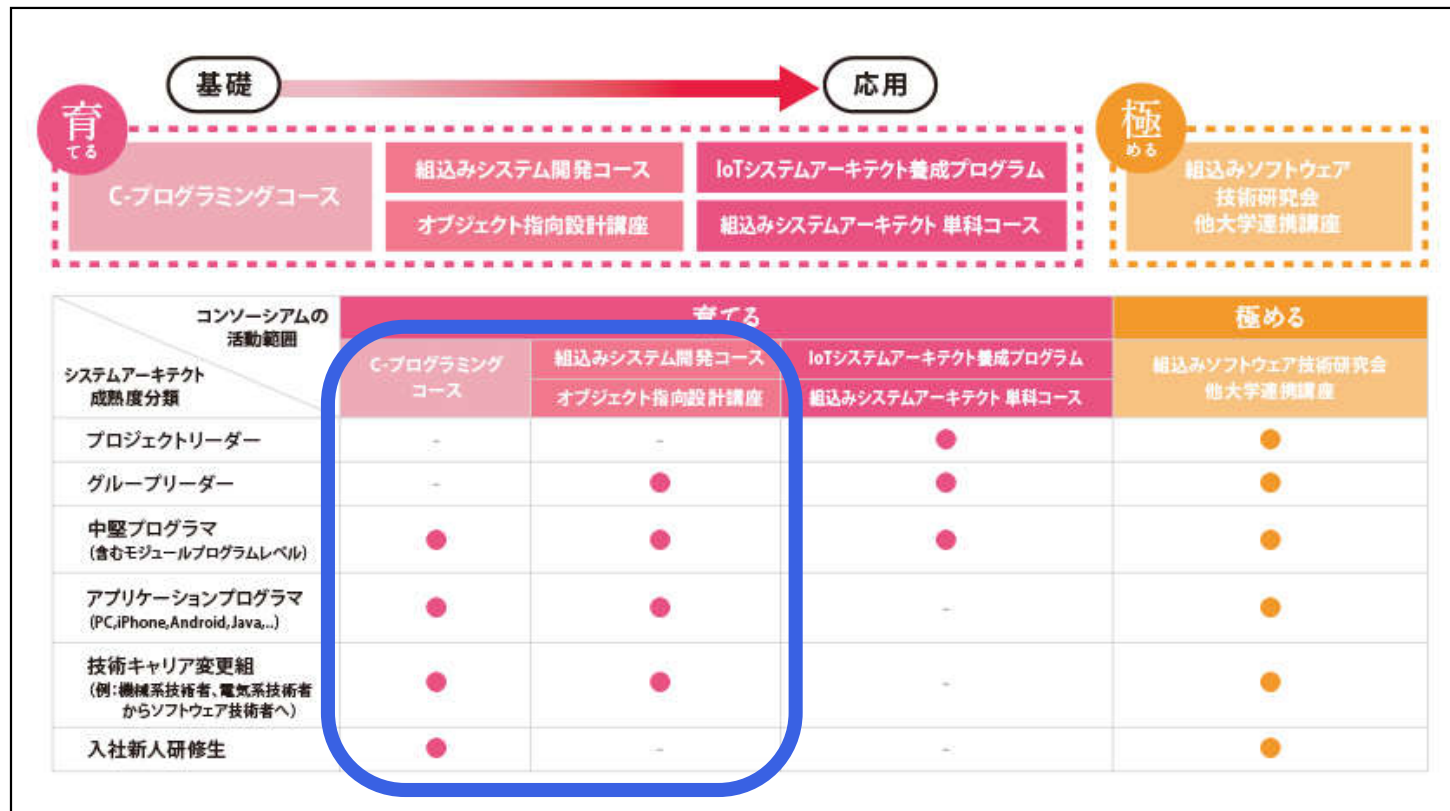 基礎
応用
育
てる
極
める
C-プログラミングコース
組込みシステム開発コース
オブジェクト指向設計講座
IoTシステムアーキテクト養成プログラム
組込みシステムアーキテクト 単科コース
組込みソフトウェア
技術研究会
他大学連携講座
コンソーシアムの
活動範囲
システムアーキテクト
成熟度分類
育てる
極める
C-プログラミング
コース
組込みシステム開発コース
オブジェクト指向設計講座
IoTシステムアーキテクト養成プログラム
組込みシステムアーキテクト 単科コース
組込みソフトウェア技術研究会
他大学連携講座
プロジェクトリーダー
- -
グループリーダー
-
中堅プログラマ
(含むモジュールプログラムレベル)
アプリケーションプログラマ
(PC,iPhone,Android,Java,...)
-
技術キャリア変更組
(例:機械系技術者、電気系技術者
からソフトウェア技術者へ)
-
入社新人研修生
- -